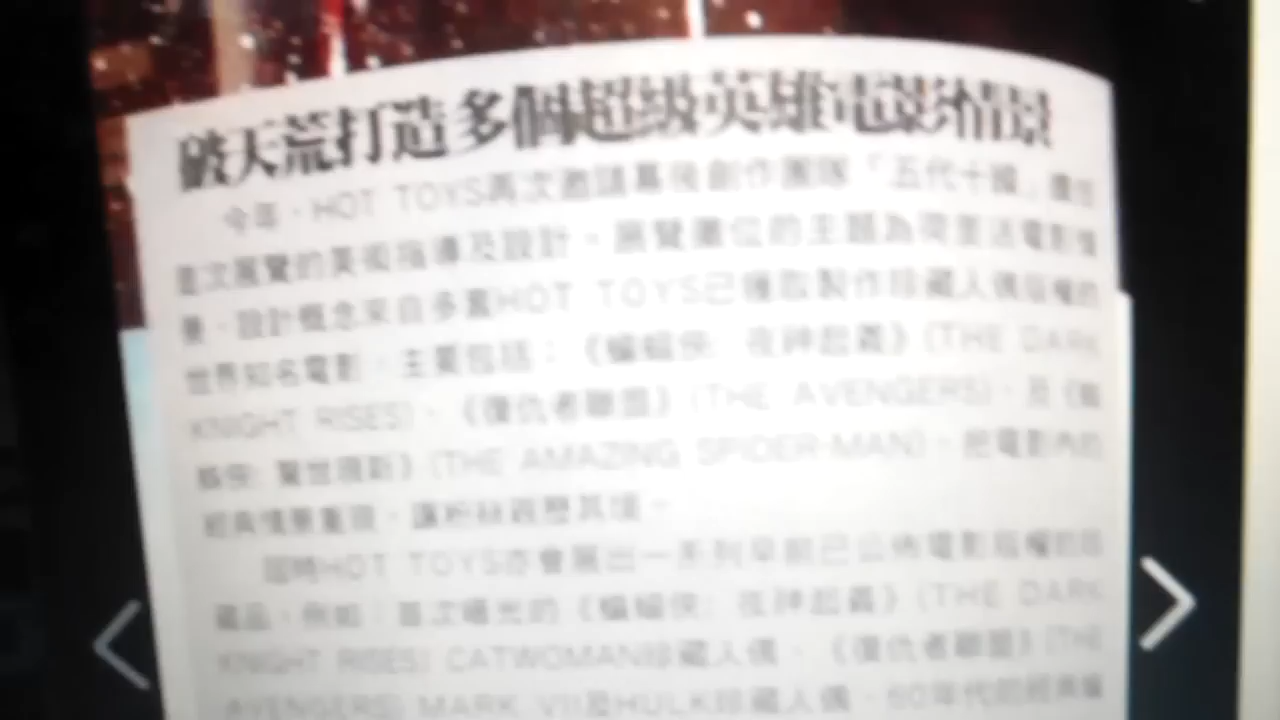 破天荒打造多個超級英雄電影情景
今年，HOT TOYS再次邀請幕後創作團隊「五代十國」擔任
是次展覽的美術指導及設計。展覽攤位的主題為荷里活電影情
景，設計概念來自多套HOT TOYS已獲取製作珍藏人偶版權的
世界知名電影，主要包括：《蝙蝠俠：夜神起義》(THE DARK
KNIGHT RISES)、《復仇者聯盟》(THE AVENGERS)、及《蜘
蛛俠：驚世現新》(THE AMAZING SPIDER-MAN)，把電影內的
經典情景重現，讓粉絲親歷其境。
同時HOT TOYS亦會展出一系列早前已公佈電影版權的珍
藏品，例如：首次曝光的《蝙蝠俠：夜神起義》(THE DARK
KNIGHT RISES) CATWOMAN珍藏人偶、《復仇者聯盟》(THE
AVENGERS) MARK VII及HULK珍藏人偶，60年代的經典蝙